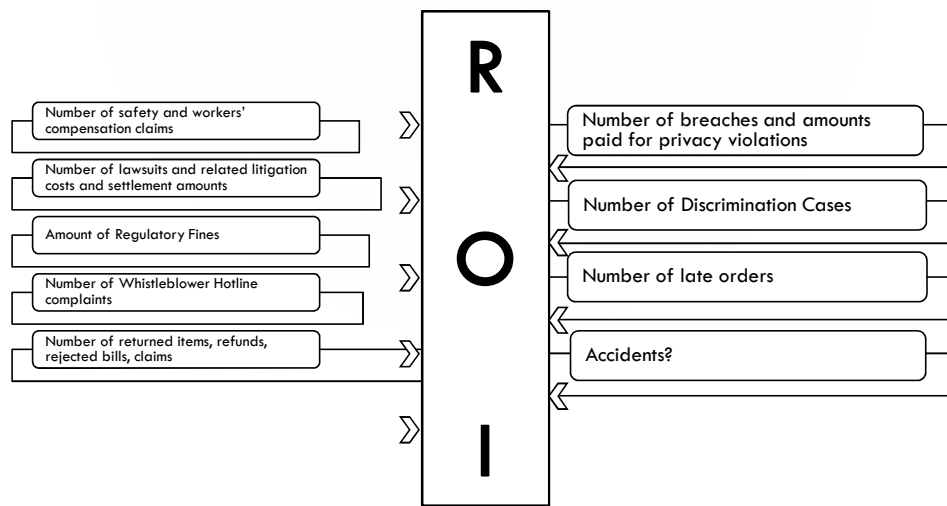 R
O
I
Number of safety and workers'
compensation claims
Number of lawsuits and related litigation
costs and settlement amounts
Amount of Regulatory Fines
Number of Whistleblower Hotline
complaints
Number of returned items, refunds,
rejected bills, claims
Number of breaches and amounts
paid for privacy violations
Number of Discrimination Cases
Number of late orders
Accidents?